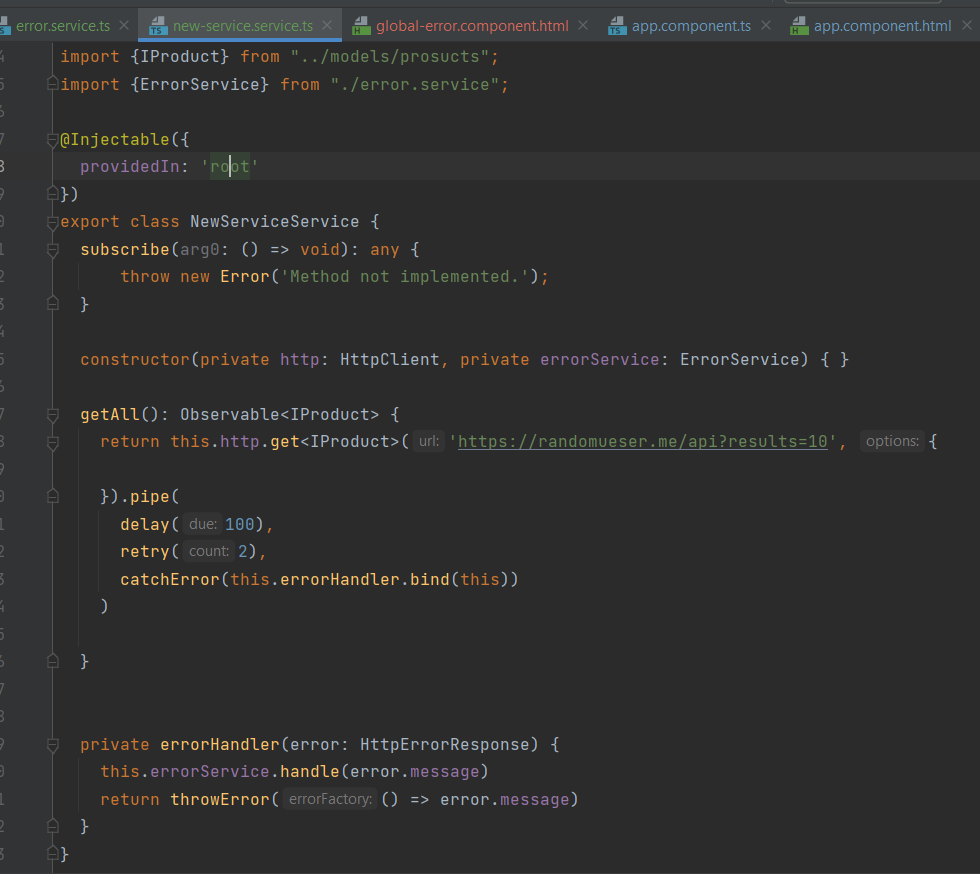 error.service.ts
new-service.service.ts
global-error.component.html
app.component.ts
app.component.html
import {IProduct} from "../models/prosucts";
import {ErrorService} from "./error.service";
@Injectable({
providedIn: 'root'
})
export class NewServiceService {
subscribe(arg0: () => void): any {
throw new Error('Method not implemented.');
}
constructor(private http: HttpClient, private errorService: ErrorService) { }
getAll(): Observable<IProduct> {
return this.http.get<IProduct>( url: 'https://randomueser.me/api?results=10', options: {
}).pipe(
delay( due: 100),
retry( count: 2),
catchError(this.errorHandler.bind(this))
)
}
private errorHandler(error: HttpErrorResponse) {
this.errorService.handle(error.message)
return throwError( errorFactory: () => error.message)
}
}